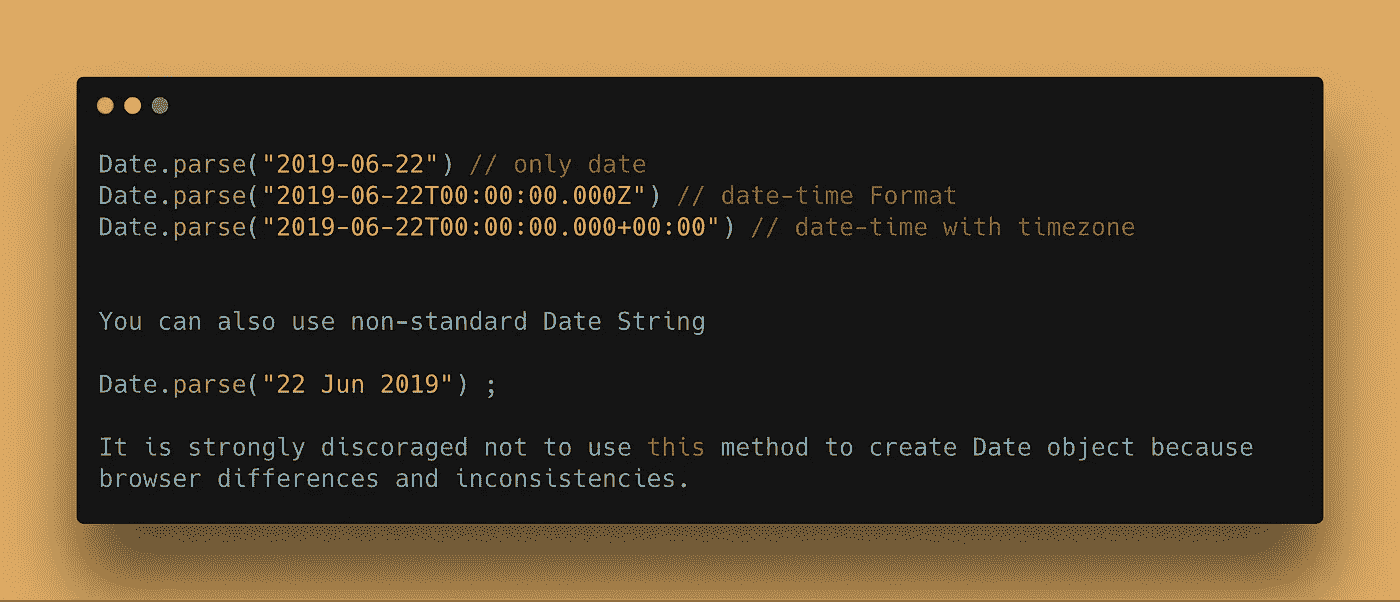 Date.parse("2019-06-22") // only date
Date.parse("2019-06-22T00:00:00.000Z") // date-time Format
Date.parse("2019-06-22T00:00:00.000+00:00") // date-time with timezone
You can also use non-standard Date String
Date.parse("22 Jun 2019") ;
It is strongly discoraged not to use this method to create Date object because
browser differences and inconsistencies.